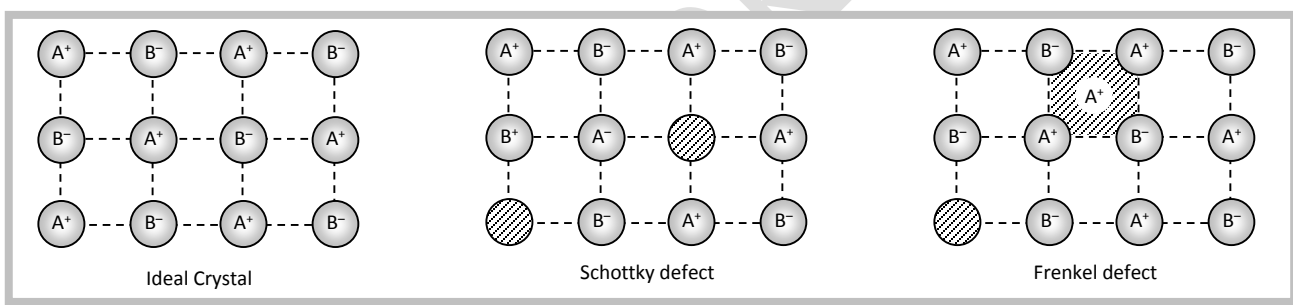 A⁺ B⁻ A⁺ B⁻
B⁻ A⁺ B⁻ A⁺
A⁺ B⁻ A⁺ B⁻
Ideal Crystal
A⁺ B⁻ A⁺ B⁻
B⁺ A⁻ A⁺
B⁻ A⁺ B⁻
Schottky defect
A⁺ B⁻ A⁺ B⁻
A⁺
B⁻ A⁺ B⁻ A⁺
B⁻ A⁺ B⁻
Frenkel defect